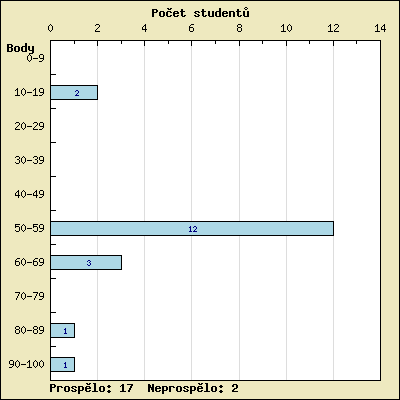 Počet studentů
0 2 4 6 8 10 12 14
Body
0-9
10-19 2
20-29
30-39
40-49
50-59 12
60-69 3
70-79
80-89 1
90-100 1
Prospělo: 17 Neprospělo: 2